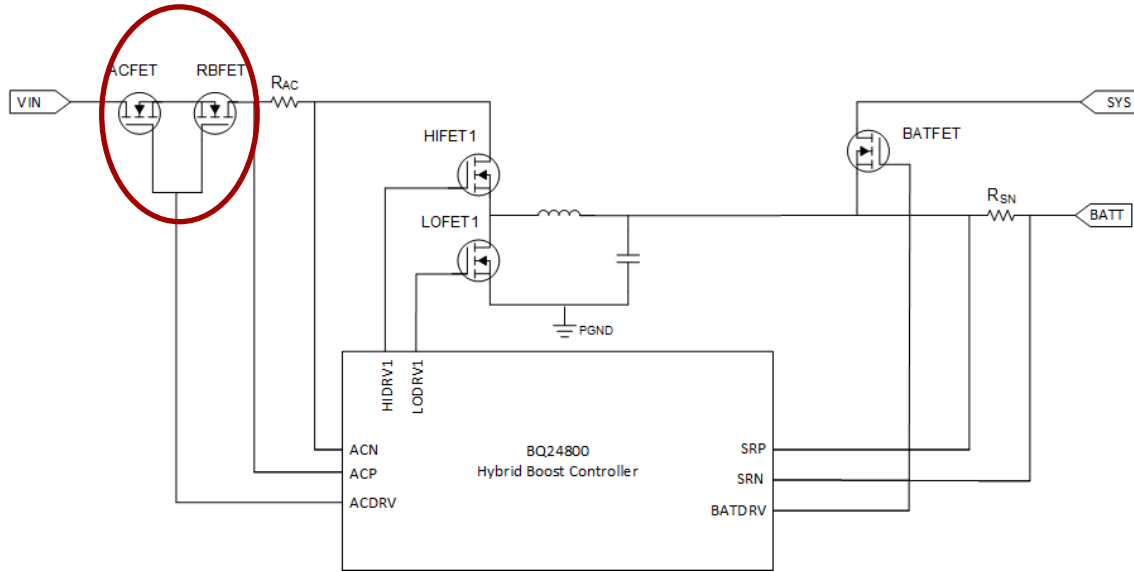 ACFET
RBFET
VIN
RAC
SYS
HIFET1
BATFET
LOFET1
RSN
BATT
PGND
HIDRV1
LODRV1
ACN
BQ24800
Hybrid Boost Controller
SRP
ACP
SRN
ACDRV
BATDRV